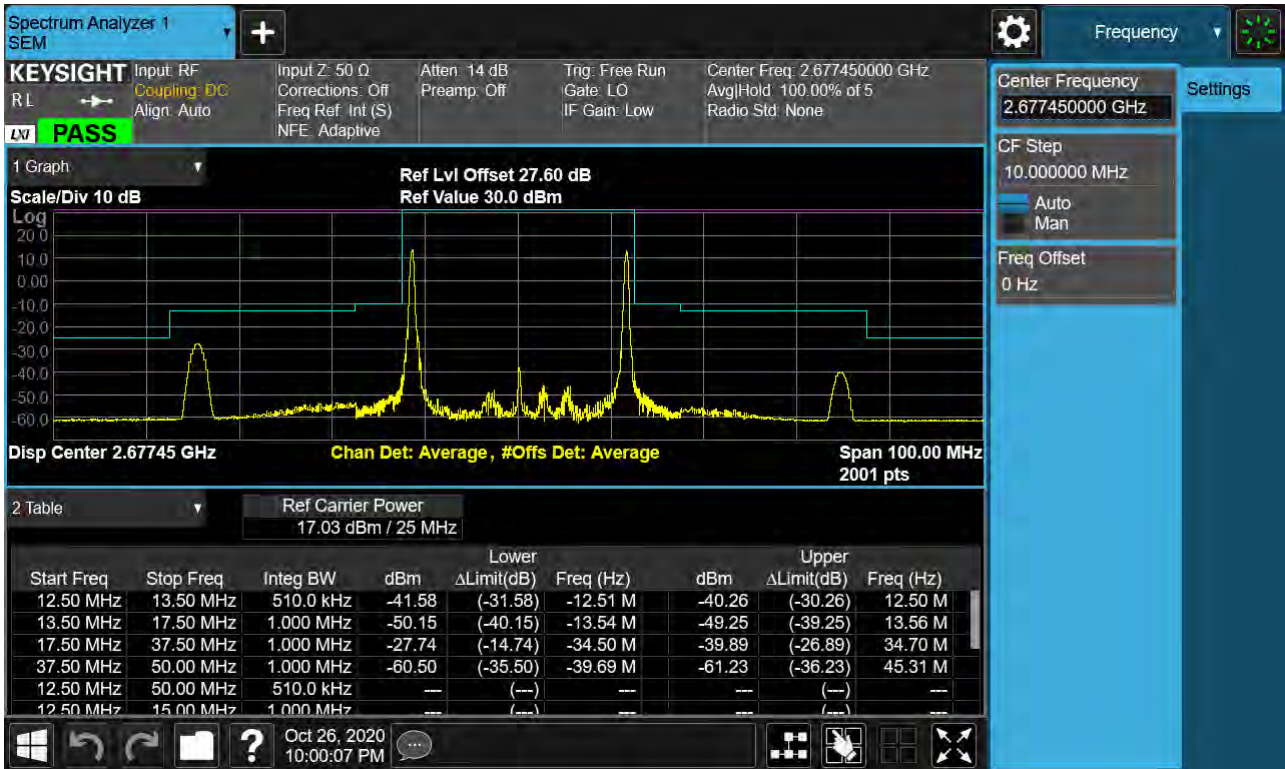 Spectrum Analyzer 1
SEM
Frequency
KEYSIGHT
R L
LXI PASS
Input: RF
Coupling: DC
Align: Auto
Input Z: 50 Ω
Corrections: Off
Freq Ref: Int (S)
NFE: Adaptive
Atten: 14 dB
Preamp: Off
Trig: Free Run
Gate: LO
IF Gain: Low
Center Freq: 2.677450000 GHz
Avg|Hold: 100.00% of 5
Radio Std: None
Center Frequency
2.677450000 GHz
Settings
CF Step
10.000000 MHz
Auto
Man
Freq Offset
0 Hz
1 Graph
Scale/Div 10 dB
Ref Lvl Offset 27.60 dB
Ref Value 30.0 dBm
Log
20.0
10.0
0.00
-10.0
-20.0
-30.0
-40.0
-50.0
-60.0
Disp Center 2.67745 GHz
Chan Det: Average, #Offs Det: Average
Span 100.00 MHz
2001 pts
2 Table
Ref Carrier Power
17.03 dBm / 25 MHz
Lower Upper
Start Freq Stop Freq Integ BW dBm ΔLimit(dB) Freq (Hz) dBm ΔLimit(dB) Freq (Hz)
12.50 MHz 13.50 MHz 510.0 kHz -41.58 (-31.58) -12.51 M -40.26 (-30.26) 12.50 M
13.50 MHz 17.50 MHz 1.000 MHz -50.15 (-40.15) -13.54 M -49.25 (-39.25) 13.56 M
17.50 MHz 37.50 MHz 1.000 MHz -27.74 (-14.74) -34.50 M -39.89 (-26.89) 34.70 M
37.50 MHz 50.00 MHz 1.000 MHz -60.50 (-35.50) -39.69 M -61.23 (-36.23) 45.31 M
12.50 MHz 50.00 MHz 510.0 kHz --- (---) --- --- (---) ---
12.50 MHz 15.00 MHz 1.000 MHz --- (---) --- --- (---) ---
? Oct 26, 2020
10:00:07 PM